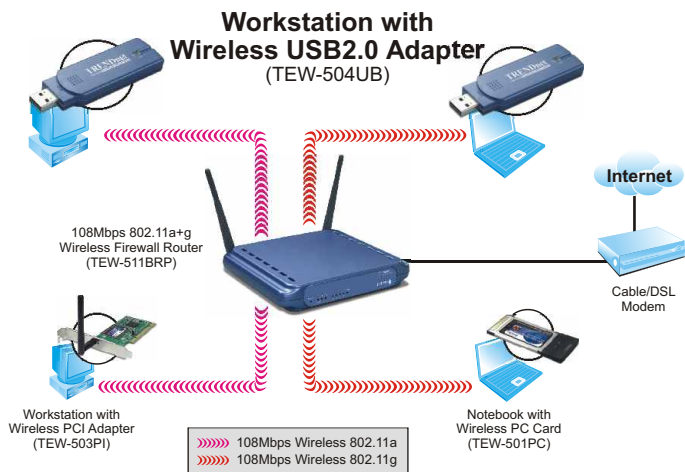 Workstation with
Wireless USB2.0 Adapter
(TEW-504UB)
TRENDnet
TRENDnet
Internet
108Mbps 802.11a+g
Wireless Firewall Router
(TEW-511BRP)
Cable/DSL
Modem
Workstation with
Wireless PCI Adapter
(TEW-503PI)
Notebook with
Wireless PC Card
(TEW-501PC)
108Mbps Wireless 802.11a
108Mbps Wireless 802.11g